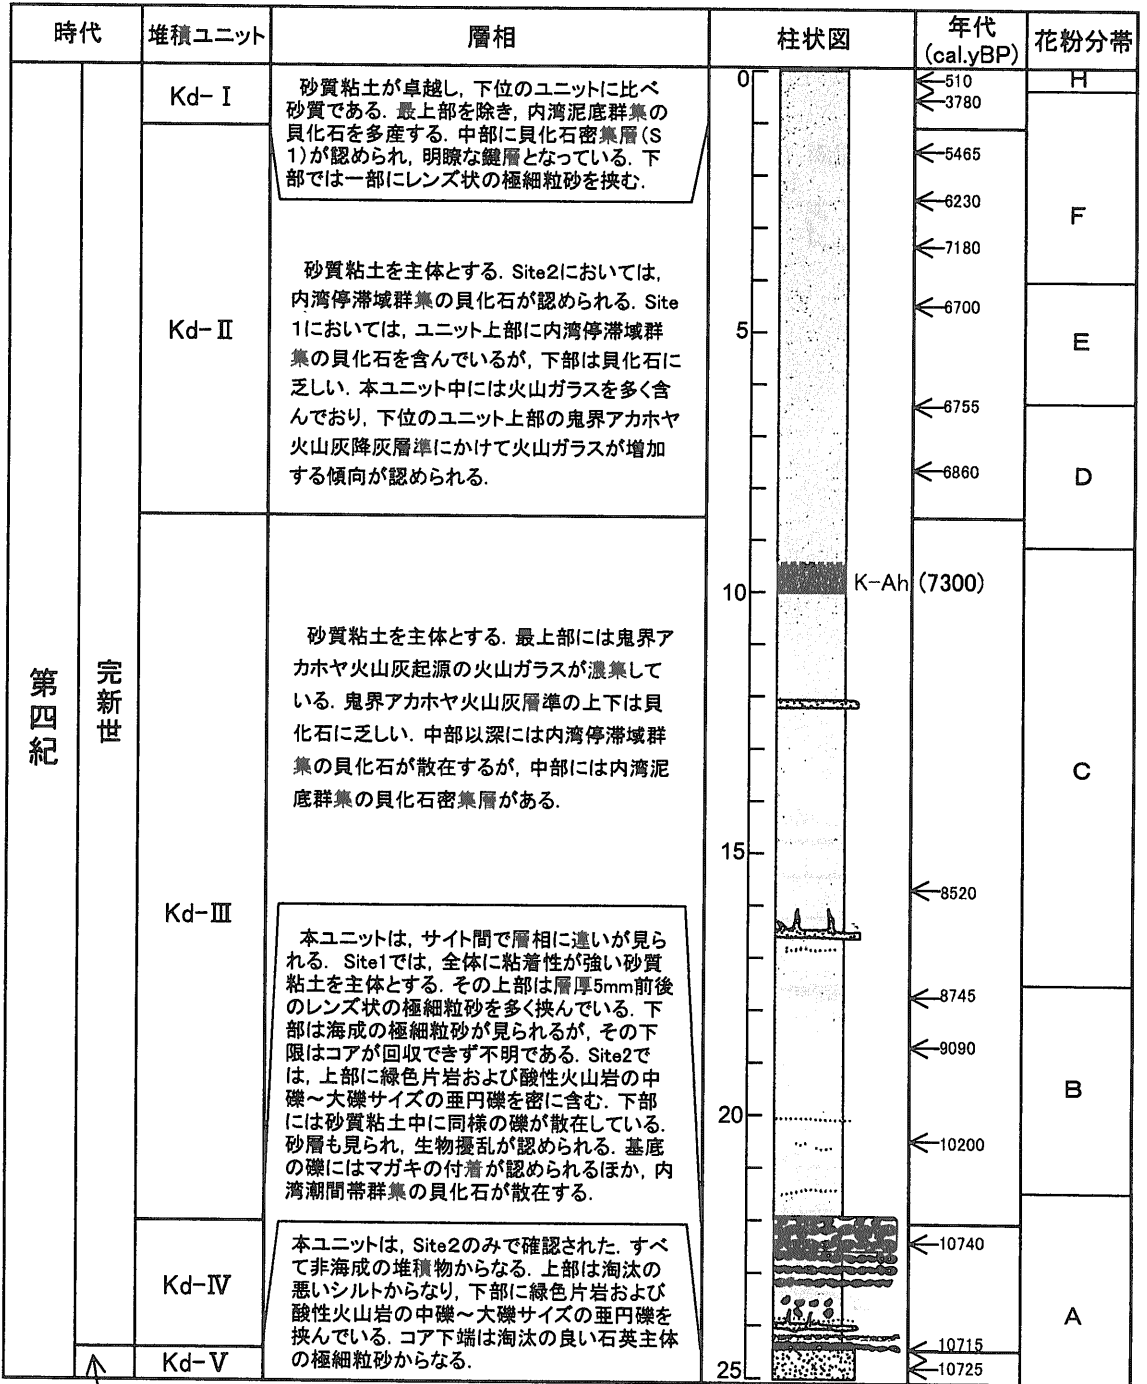 時代
堆積ユニット
層相
柱状図
年代
(cal.yBP)
花粉分帯
第四紀
完新世
Kd-Ⅰ
砂質粘土が卓越し, 下位のユニットに比べ
砂質である. 最上部を除き, 内湾泥底群集の
貝化石を多産する. 中部に貝化石密集層(S
1)が認められ, 明瞭な鍵層となっている. 下
部では一部にレンズ状の極細粒砂を挟む.
Kd-Ⅱ
砂質粘土を主体とする. Site2においては,
内湾停滞域群集の貝化石が認められる. Site
1においては, ユニット上部に内湾停滞域群
集の貝化石を含んでいるが, 下部は貝化石に
乏しい. 本ユニット中には火山ガラスを多く含
んでおり, 下位のユニット上部の鬼界アカホヤ
火山灰降灰層準にかけて火山ガラスが増加
する傾向が認められる.
Kd-Ⅲ
砂質粘土を主体とする. 最上部には鬼界ア
カホヤ火山灰起源の火山ガラスが濃集して
いる. 鬼界アカホヤ火山灰層準の上下は貝
化石に乏しい. 中部以深には内湾停滞域群
集の貝化石が散在するが, 中部には内湾泥
底群集の貝化石密集層がある.
Kd-Ⅳ
本ユニットは, サイト間で層相に違いが見ら
れる. Site1では, 全体に粘着性が強い砂質
粘土を主体とする. その上部は層厚5mm前後
のレンズ状の極細粒砂を多く挟んでいる. 下
部は海成の極細粒砂が見られるが, その下
限はコアが回収できず不明である. Site2で
は, 上部に緑色片岩および酸性火山岩の中
礫～大礫サイズの亜円礫を密に含む. 下部
には砂質粘土中に同様の礫が散在している.
砂層も見られ, 生物擾乱が認められる. 基底
の礫にはマガキの付着が認められるほか, 内
湾潮間帯群集の貝化石が散在する.
Kd-Ⅴ
本ユニットは, Site2のみで確認された. すべ
て非海成の堆積物からなる. 上部は淘汰の
悪いシルトからなり, 下部に緑色片岩および
酸性火山岩の中礫～大礫サイズの亜円礫を
挟んでいる. コア下端は淘汰の良い石英主体
の極細粒砂からなる.
0
5
10
15
20
25
K-Ah (7300)
510
3780
5465
6230
7180
6700
6755
6860
8520
8745
9090
10200
10740
10715
10725
H
F
E
D
C
B
A